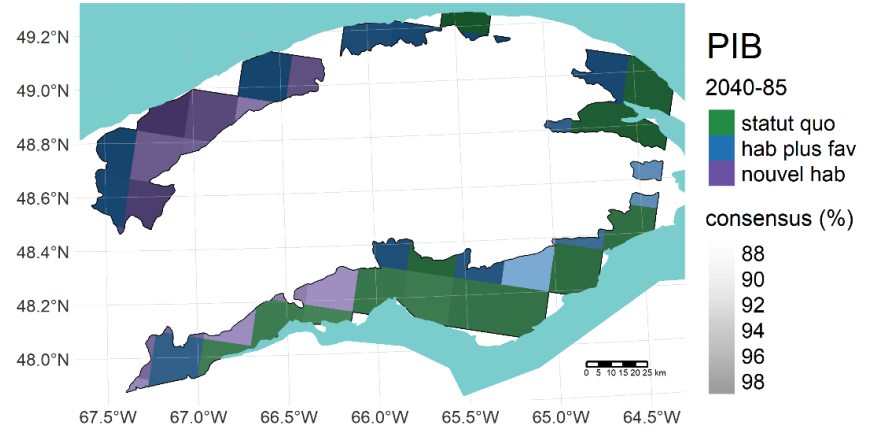 49.2°N
49.0°N
48.8°N
48.6°N
48.4°N
48.2°N
48.0°N
67.5°W 67.0°W 66.5°W 66.0°W 65.5°W 65.0°W 64.5°W
0 5 10 15 20 25 km
PIB
2040-85
statut quo
hab plus fav
nouvel hab
consensus (%)
88
90
92
94
96
98